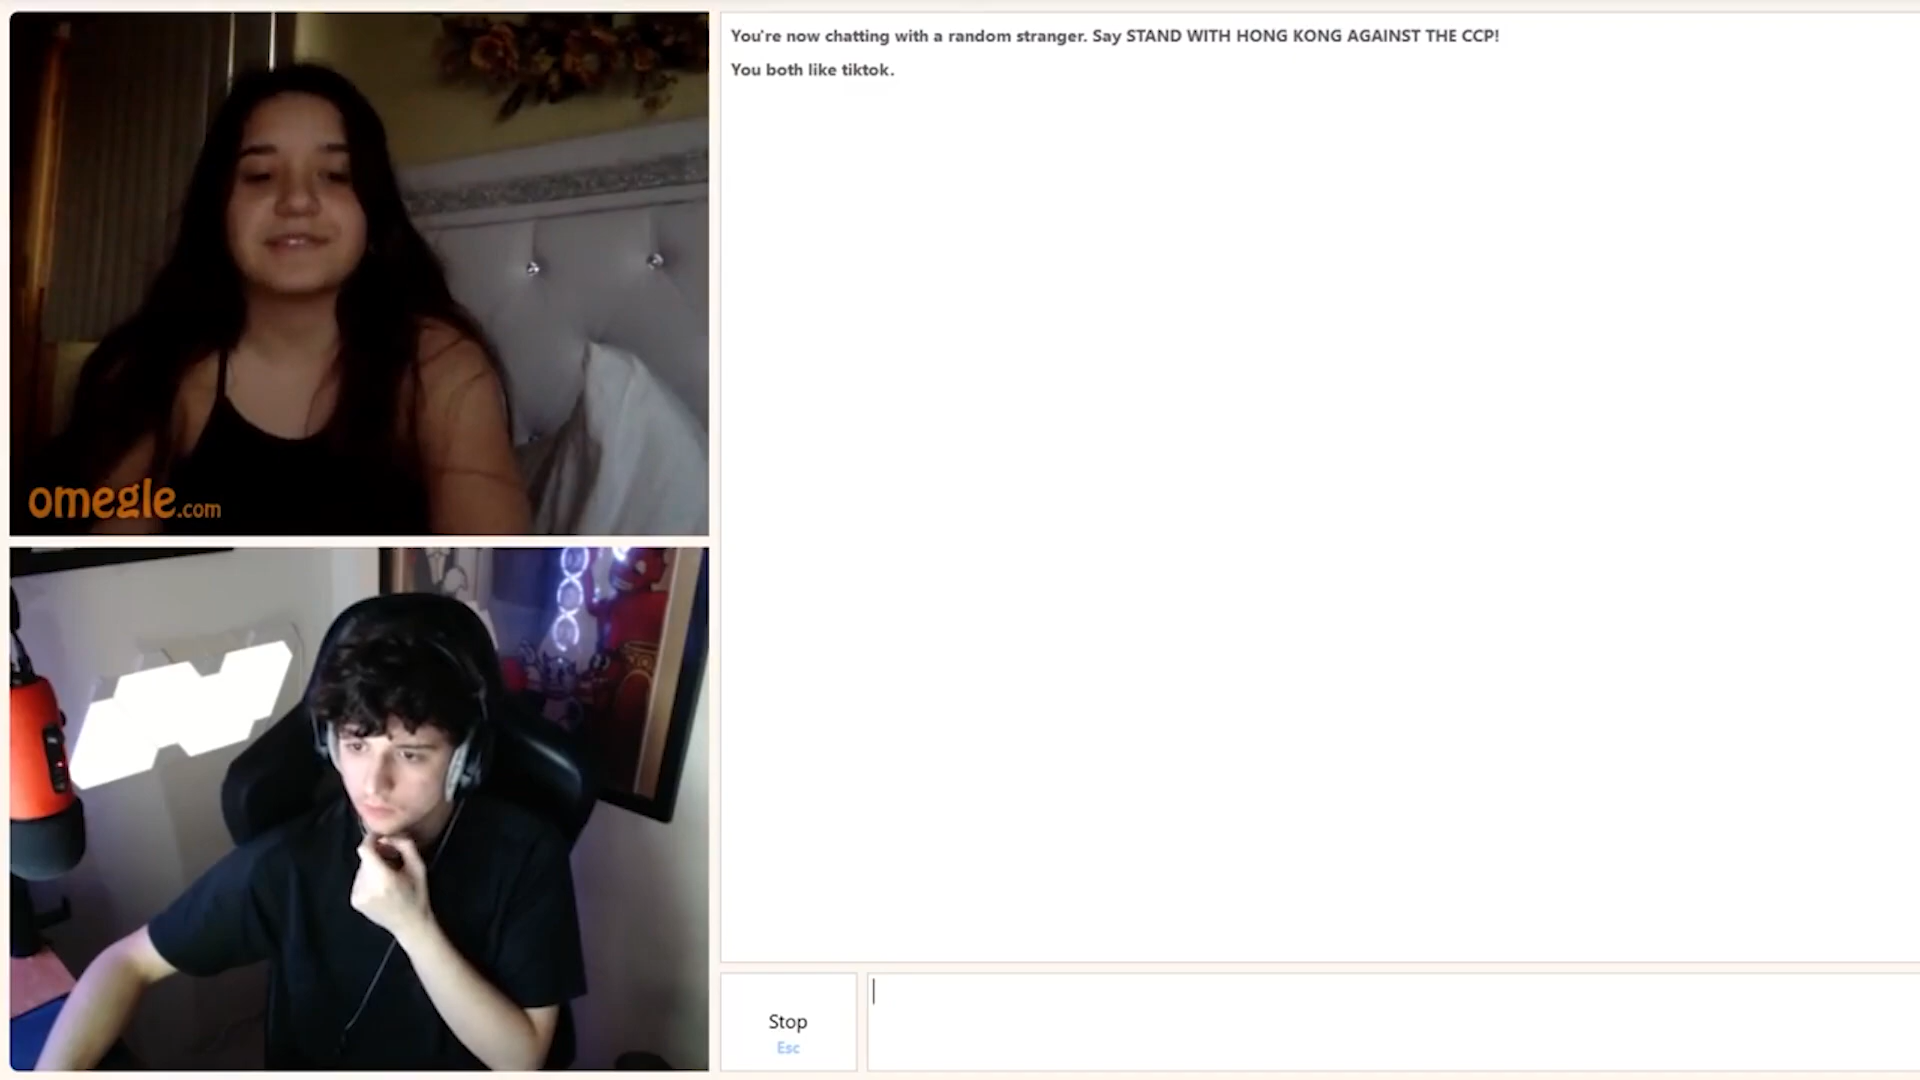 You're now chatting with a random stranger. Say STAND WITH HONG KONG AGAINST THE CCP!
You both like tiktok.
omegle.com
Stop
Esc